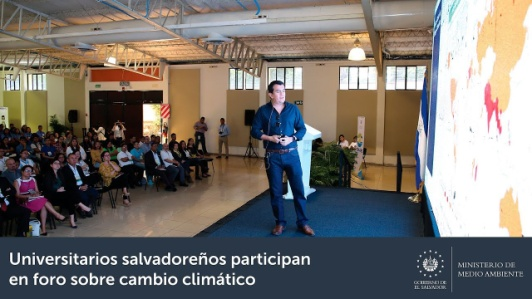 Universitarios salvadoreños participan
en foro sobre cambio climático
GOBIERNO DE
EL SALVADOR
MINISTERIO DE
MEDIO AMBIENTE